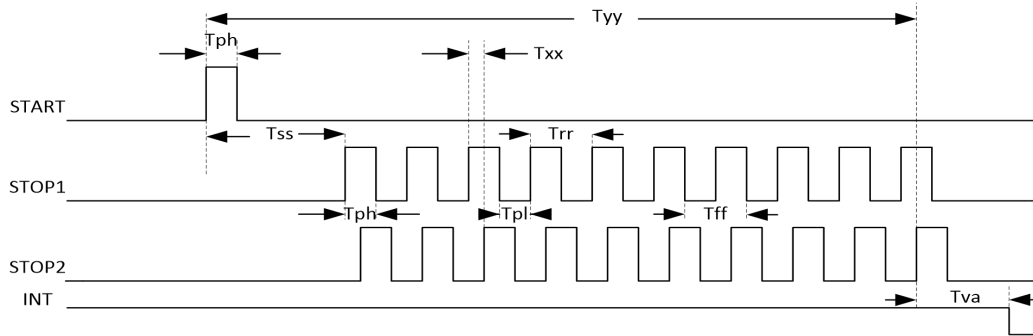 Tyy
Tph
Txx
START
Tss
Trr
STOP1
Tph
Tpl
Tff
STOP2
INT
Tva